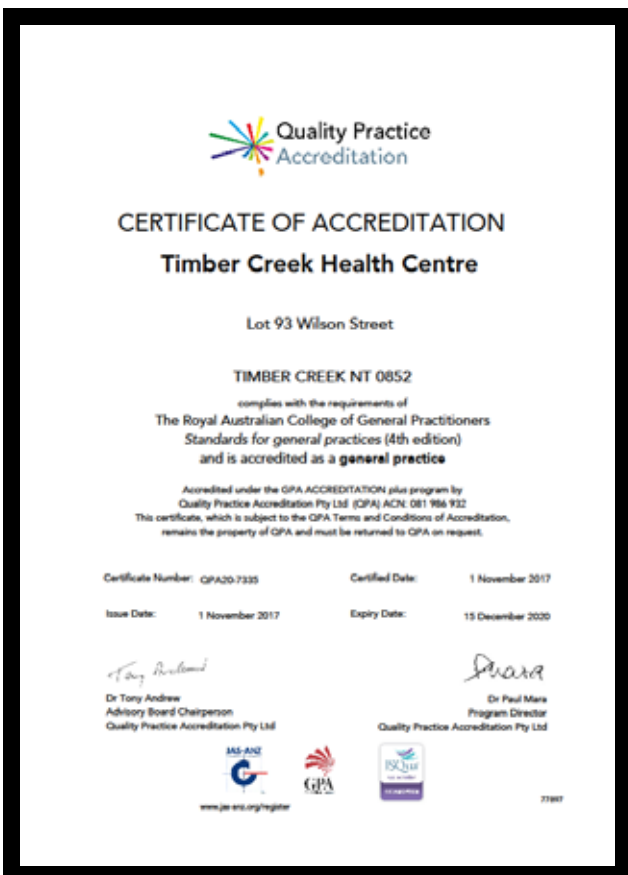 Quality Practice
Accreditation
CERTIFICATE OF ACCREDITATION
Timber Creek Health Centre
Lot 93 Wilson Street
TIMBER CREEK NT 0852
complies with the requirements of
The Royal Australian College of General Practitioners
Standards for general practices (4th edition)
and is accredited as a general practice
Accredited under the GPA ACCREDITATION plus program by
Quality Practice Accreditation Pty Ltd (QPA) ACN: 081 986 932
This certificate, which is subject to the QPA Terms and Conditions of Accreditation,
remains the property of QPA and must be returned to QPA on request.
Certificate Number: QPA20-7335 Certified Date: 1 November 2017
Issue Date: 1 November 2017 Expiry Date: 15 December 2020
Dr Tony Andrew
Advisory Board Chairperson
Quality Practice Accreditation Pty Ltd
Dr Paul Mara
Program Director
Quality Practice Accreditation Pty Ltd
JAS-ANZ
GPA
ISQua
www.jas-anz.org/register